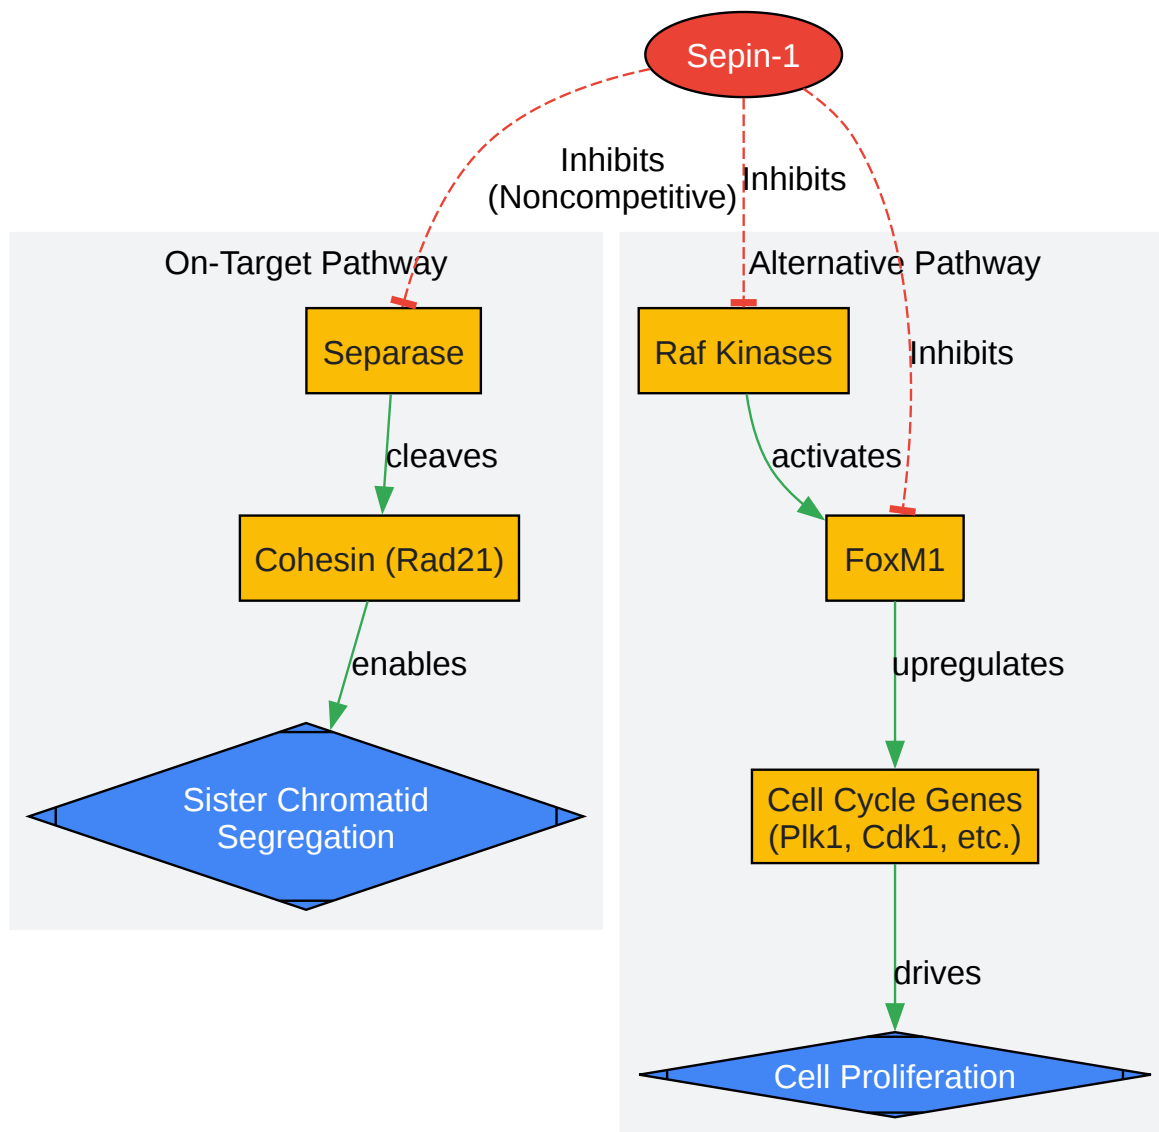 Sepin-1
Inhibits
(Noncompetitive)
Inhibits
On-Target Pathway
Alternative Pathway
Separase
Raf Kinases
Inhibits
cleaves
activates
Cohesin (Rad21)
FoxM1
enables
upregulates
Sister Chromatid
Segregation
Cell Cycle Genes
(Plk1, Cdk1, etc.)
drives
Cell Proliferation